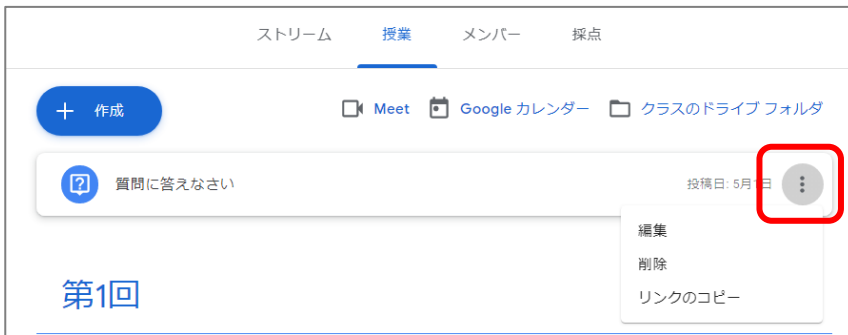 ストリーム 授業 メンバー 採点
+ 作成 Meet Google カレンダー クラスのドライブ フォルダ
質問に答えなさい 投稿日: 5月1日
編集
削除
リンクのコピー
第1回